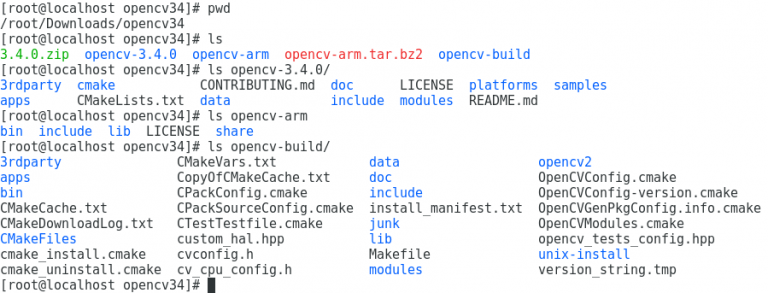 [root@localhost opencv34]# pwd
/root/Downloads/opencv34
[root@localhost opencv34]# ls
3.4.0.zip opencv-3.4.0 opencv-arm opencv-arm.tar.bz2 opencv-build
[root@localhost opencv34]# ls opencv-3.4.0/
3rdparty cmake CONTRIBUTING.md doc LICENSE platforms samples
apps CMakeLists.txt data include modules README.md
[root@localhost opencv34]# ls opencv-arm
bin include lib LICENSE share
[root@localhost opencv34]# ls opencv-build/
3rdparty CMakeVars.txt data opencv2
apps CopyOfCMakeCache.txt doc OpenCVConfig.cmake
bin CPackConfig.cmake include OpenCVConfig-version.cmake
CMakeCache.txt CPackSourceConfig.cmake install_manifest.txt OpenCVGenPkgConfig.info.cmake
CMakeDownloadLog.txt CTestTestfile.cmake junk OpenCVModules.cmake
CMakeFiles custom_hal.hpp lib opencv_tests_config.hpp
cmake_install.cmake cvconfig.h Makefile unix-install
cmake_uninstall.cmake cv_cpu_config.h modules version_string.tmp
[root@localhost opencv34]#